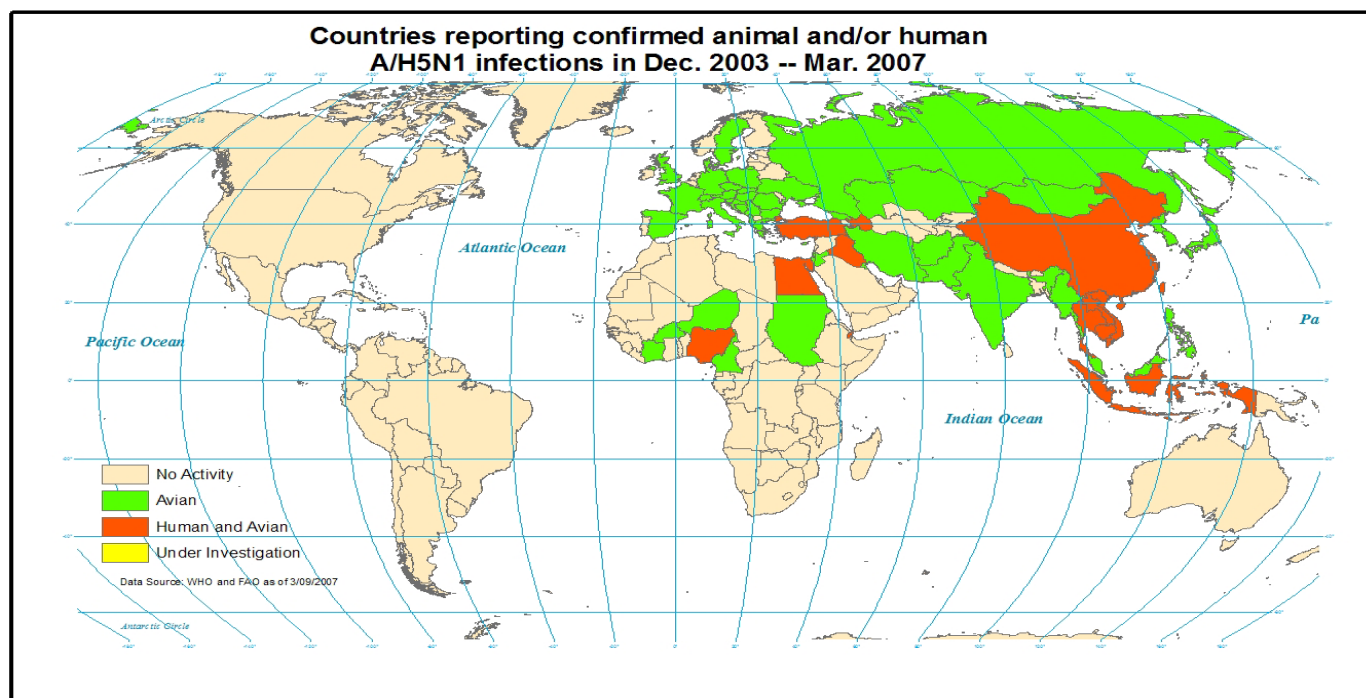 Countries reporting confirmed animal and/or human
A/H5N1 infections in Dec. 2003 -- Mar. 2007
Arctic Circle
Atlantic Ocean
Pacific Ocean
Pa
Indian Ocean
No Activity
Avian
Human and Avian
Under Investigation
Data Source: WHO and FAO as of 3/09/2007
Antarctic Circle